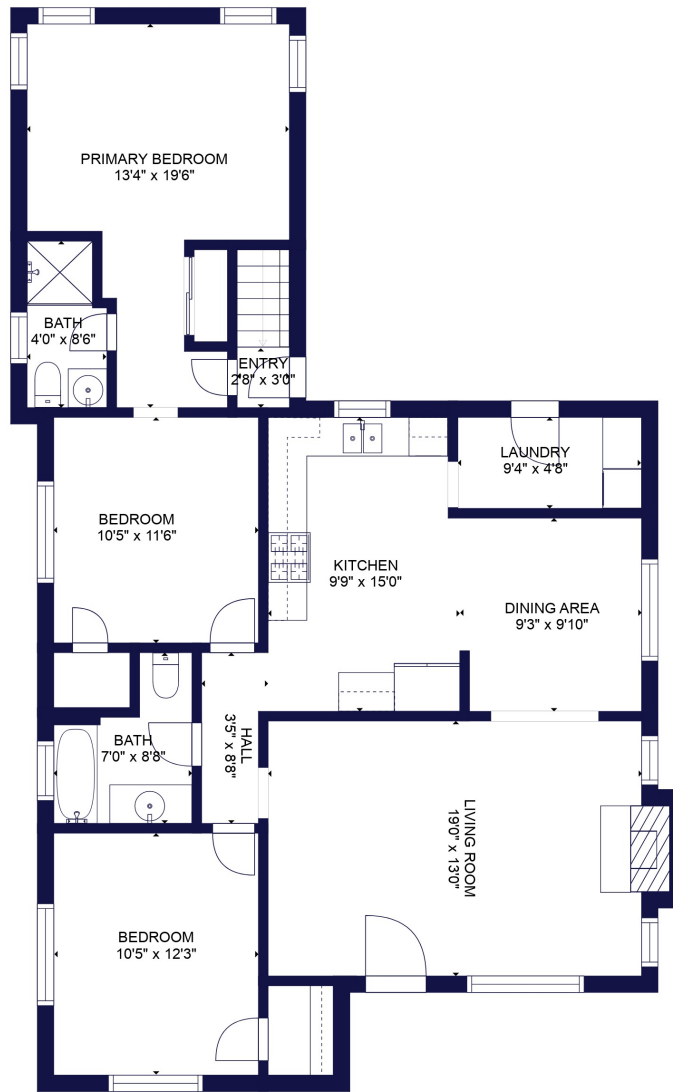 PRIMARY BEDROOM
13'4" x 19'6"
BATH
4'0" x 8'6"
ENTRY
2'8" x 3'0"
LAUNDRY
9'4" x 4'8"
BEDROOM
10'5" x 11'6"
KITCHEN
9'9" x 15'0"
DINING AREA
9'3" x 9'10"
BATH
7'0" x 8'8"
HALL
3'5" x 8'8"
LIVING ROOM
19'0" x 13'0"
BEDROOM
10'5" x 12'3"